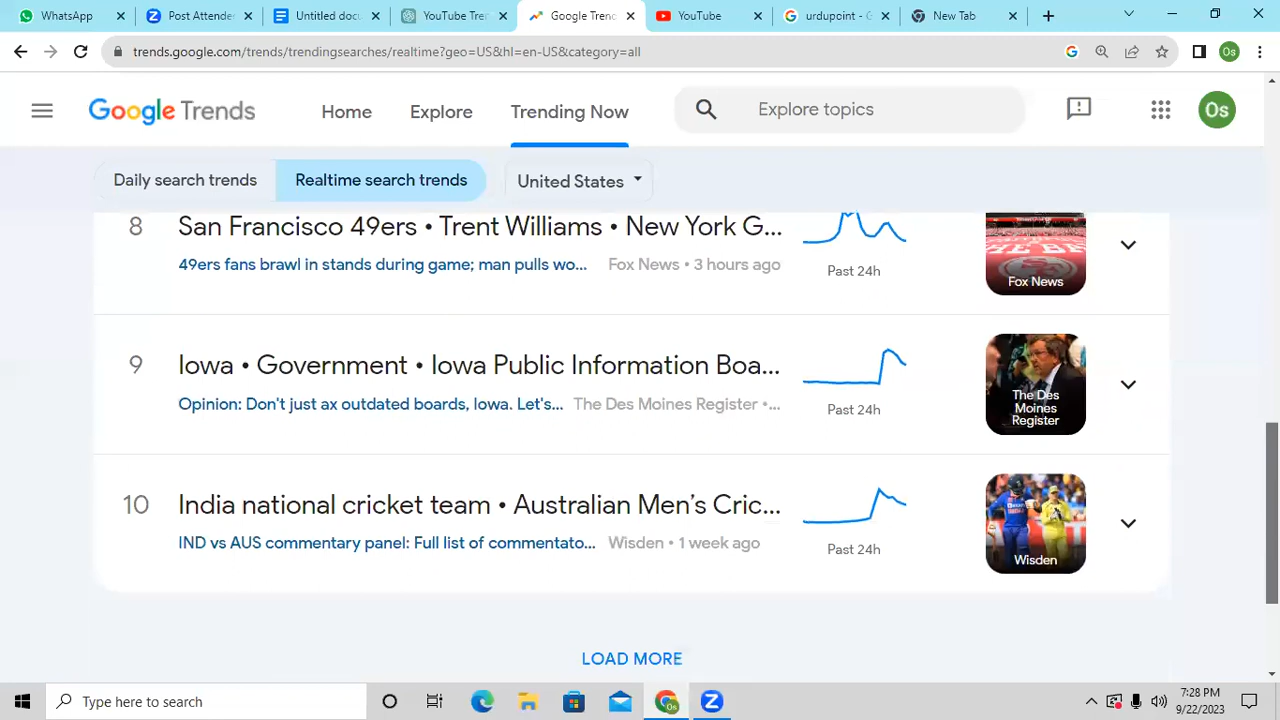 WhatsApp
Post Attende
Untitled docu
YouTube Tren
Google Trend
YouTube
urdupoint - G
New Tab
trends.google.com/trends/trendingsearches/realtime?geo=US&hl=en-US&category=all
Os
Google Trends
Home
Explore
Trending Now
Explore topics
Os
Daily search trends
Realtime search trends
United States
8
San Francisco 49ers • Trent Williams • New York G...
49ers fans brawl in stands during game; man pulls wo...
Fox News • 3 hours ago
Past 24h
Fox News
9
Iowa • Government • Iowa Public Information Boa...
Opinion: Don't just ax outdated boards, Iowa. Let's...
The Des Moines Register •...
Past 24h
The Des
Moines
Register
10
India national cricket team • Australian Men's Cric...
IND vs AUS commentary panel: Full list of commentato...
Wisden • 1 week ago
Past 24h
Wisden
LOAD MORE
Type here to search
7:28 PM
9/22/2023